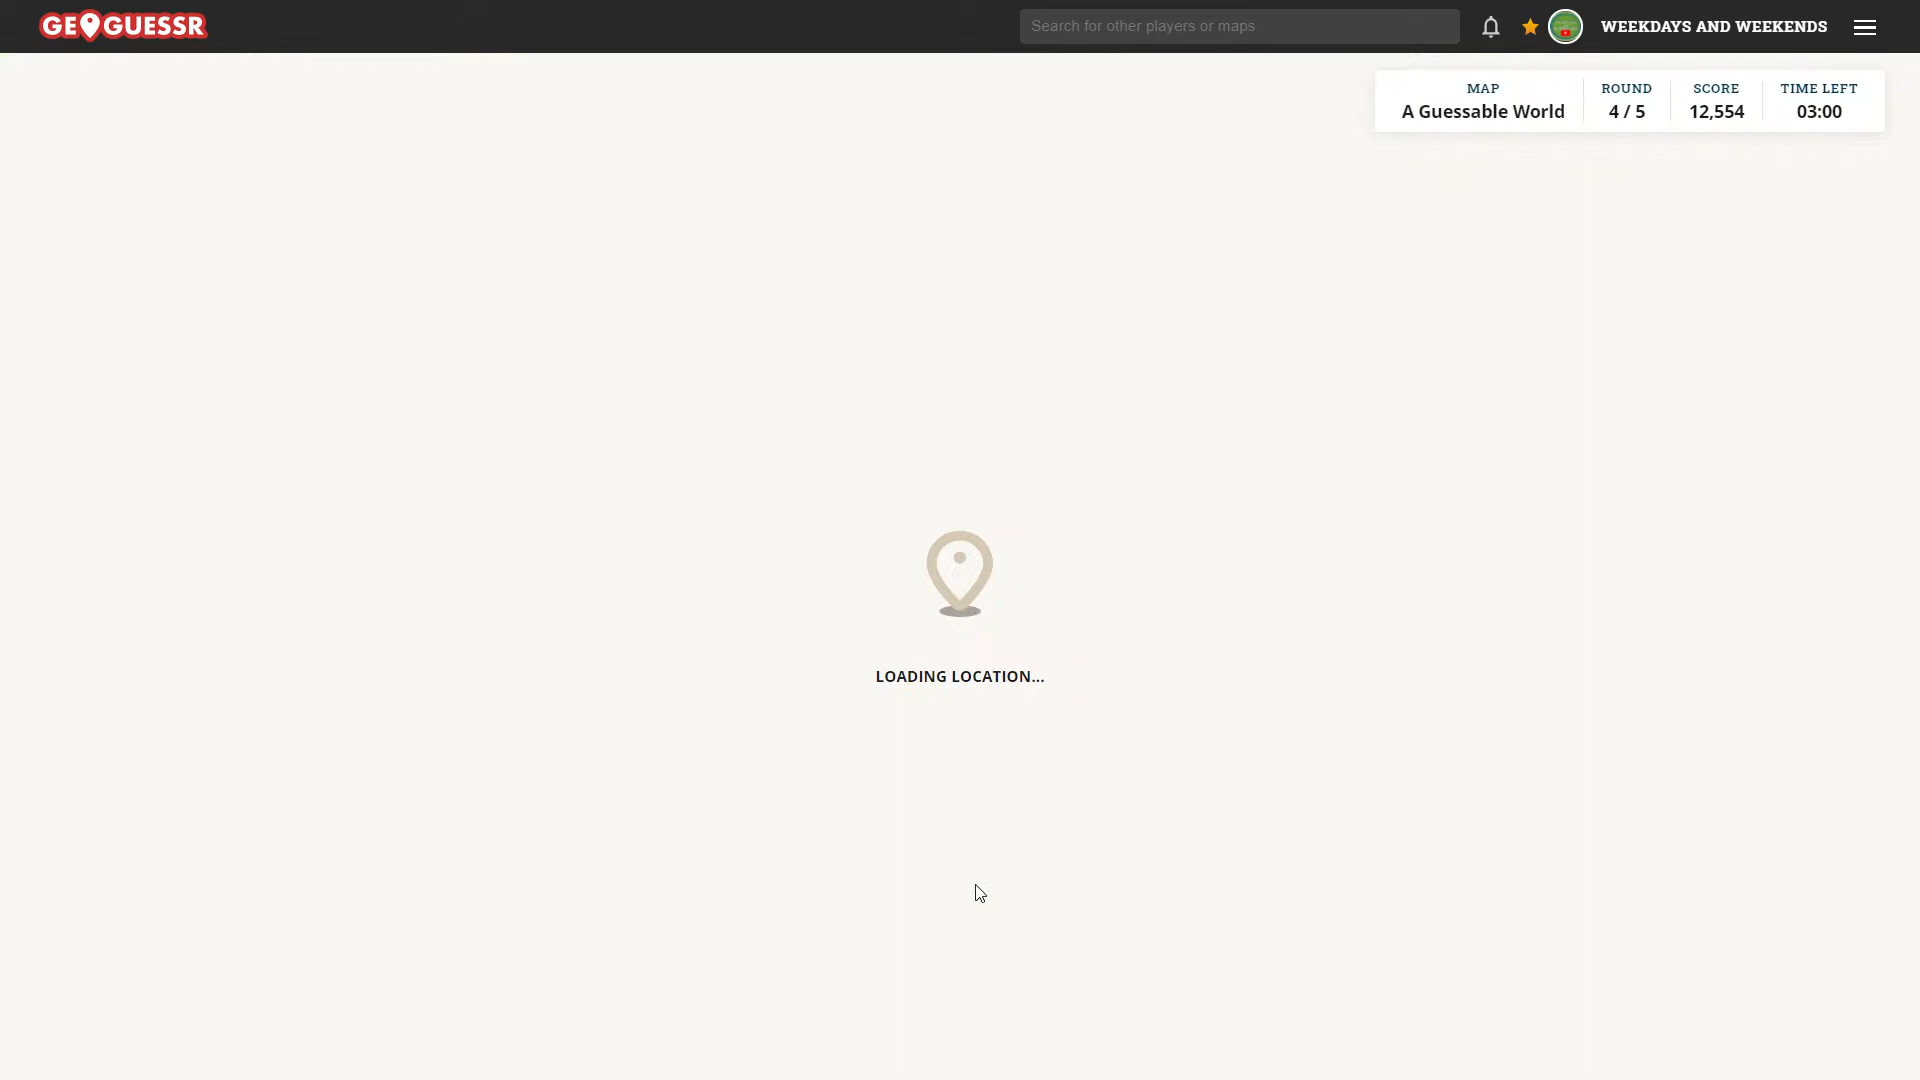 GEOGUESSR
Search for other players or maps
WEEKDAYS AND WEEKENDS
MAP
A Guessable World
ROUND
4 / 5
SCORE
12,554
TIME LEFT
03:00
LOADING LOCATION...